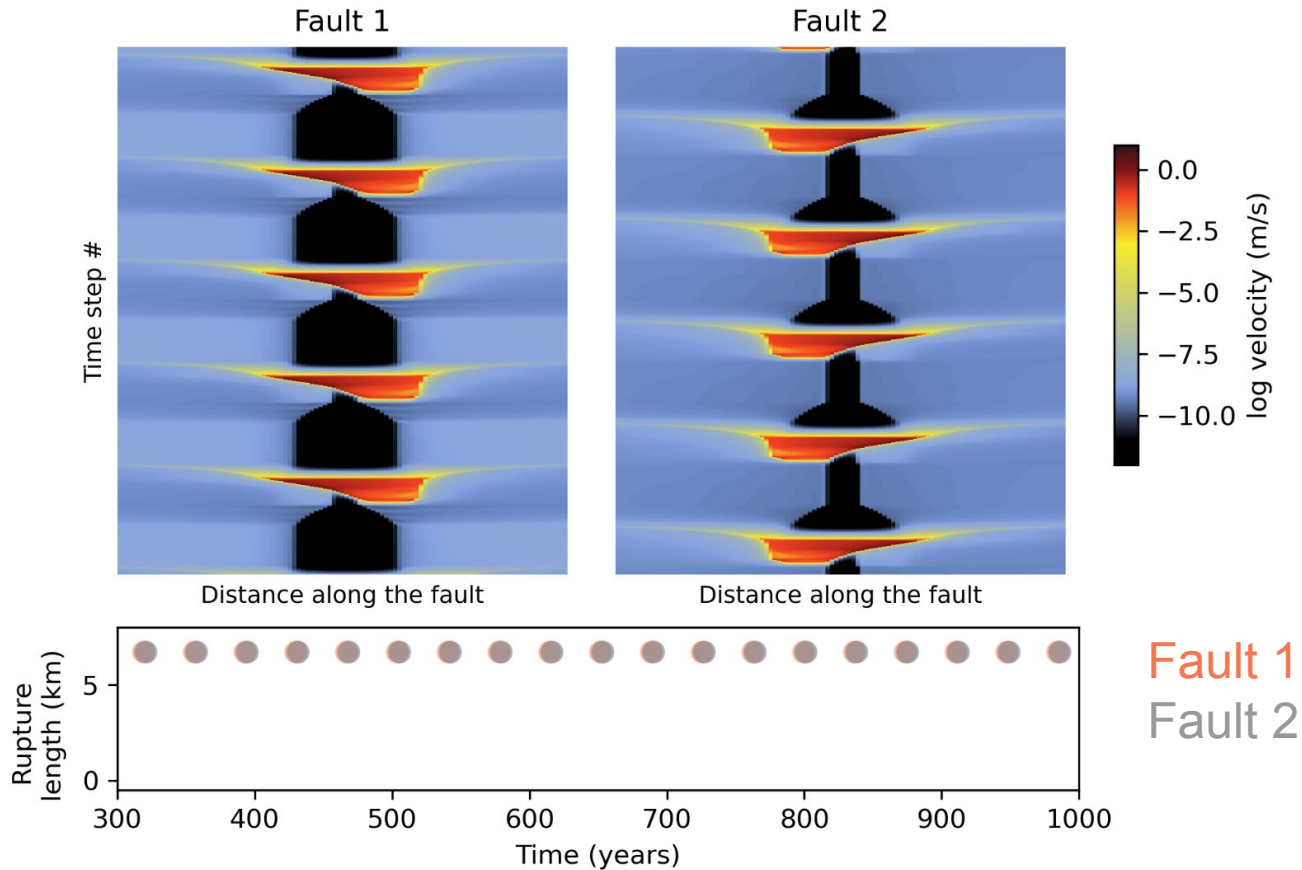 Fault 1
Fault 2
Time step #
Distance along the fault
Distance along the fault
0.0
−2.5
−5.0
−7.5
−10.0
log velocity (m/s)
Rupture
length (km)
5
0
300 400 500 600 700 800 900 1000
Time (years)
Fault 1
Fault 2